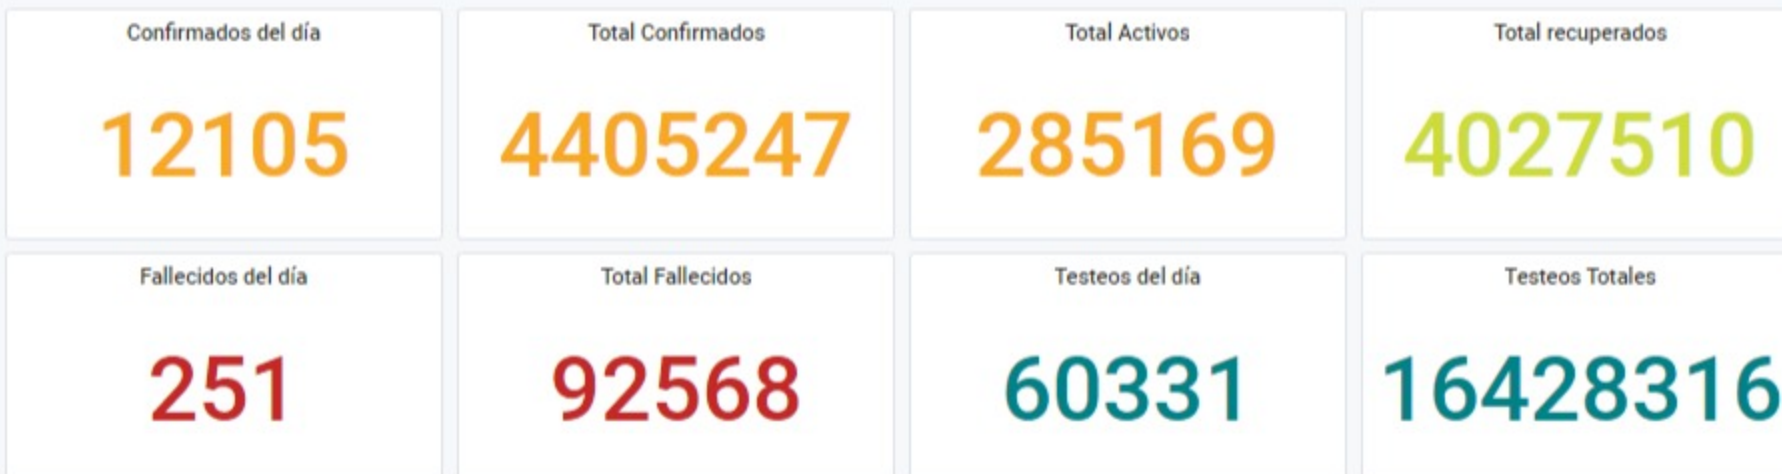 Confirmados del día
12105
Total Confirmados
4405247
Total Activos
285169
Total recuperados
4027510
Fallecidos del día
251
Total Fallecidos
92568
Testeos del día
60331
Testeos Totales
16428316